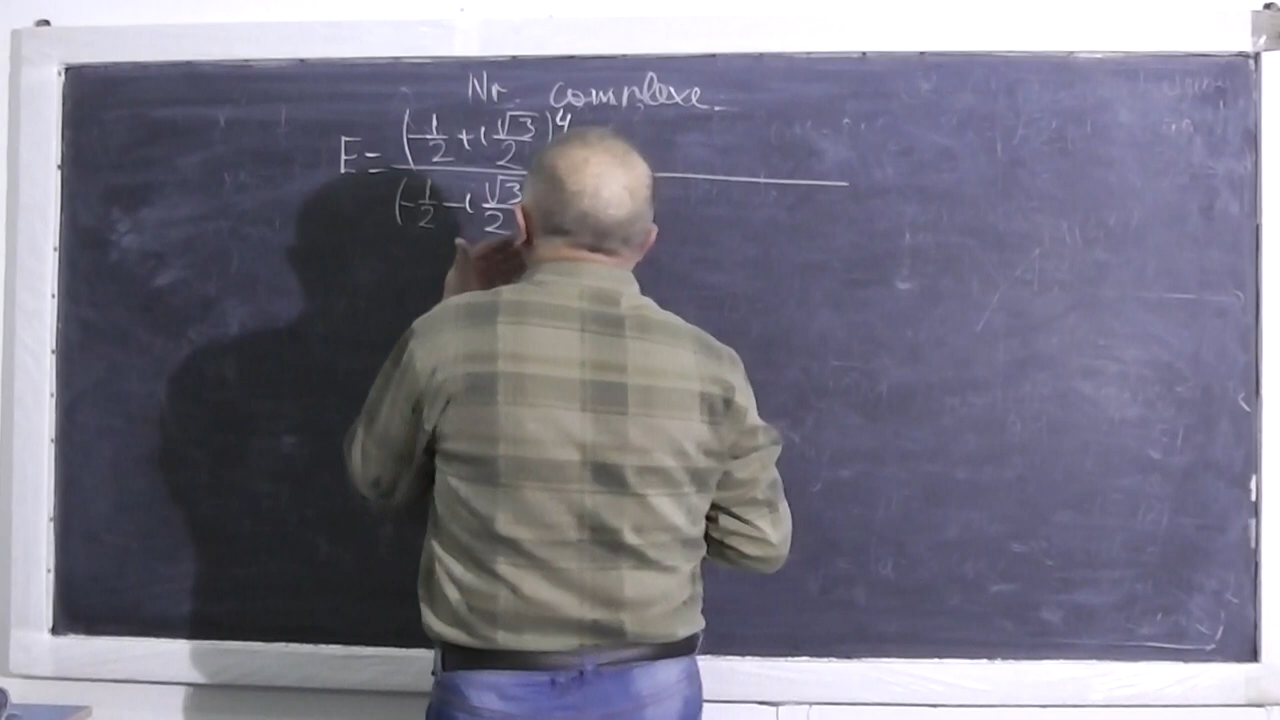 Nr complexe
E = (-1/2 + i √3/2)^4
(-1/2 - i √3/2